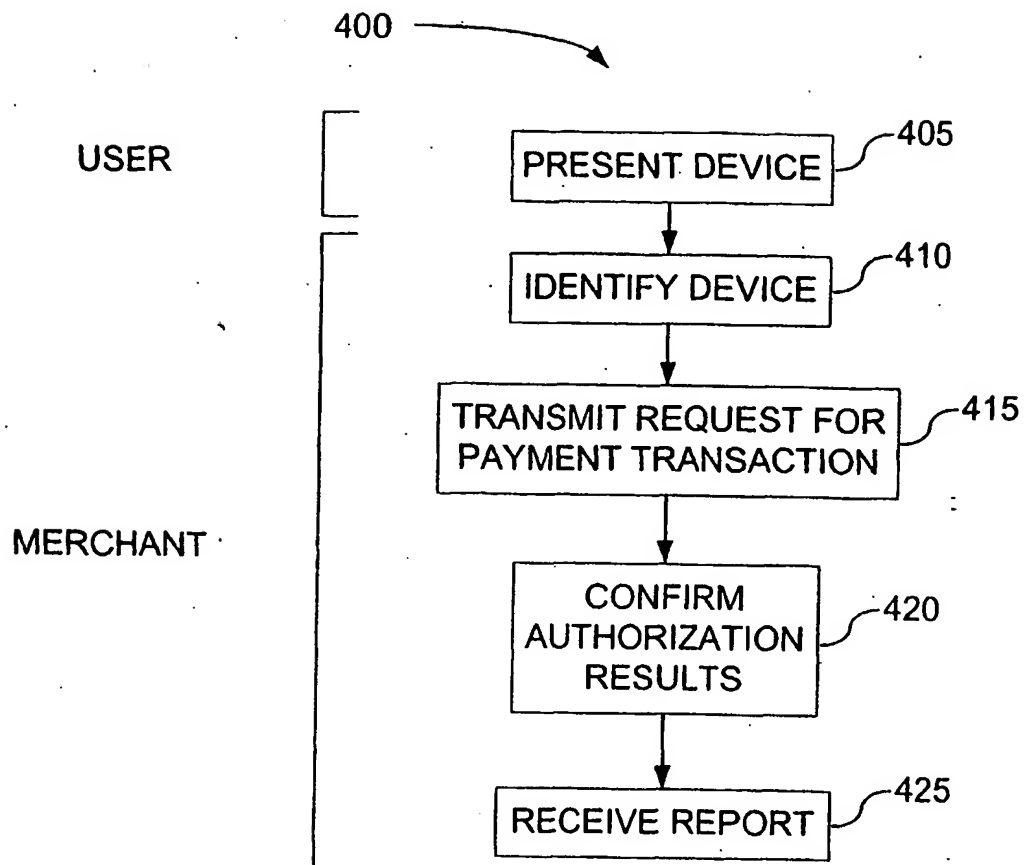 400
USER
PRESENT DEVICE
405
IDENTIFY DEVICE
410
TRANSMIT REQUEST FOR
PAYMENT TRANSACTION
415
MERCHANT
CONFIRM
AUTHORIZATION
RESULTS
420
RECEIVE REPORT
425